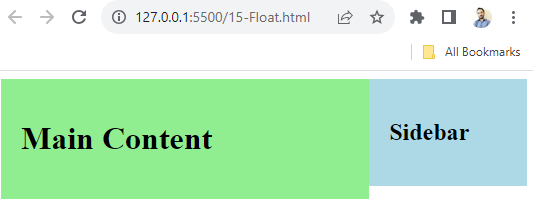 127.0.0.1:5500/15-Float.html
All Bookmarks
Main Content
Sidebar